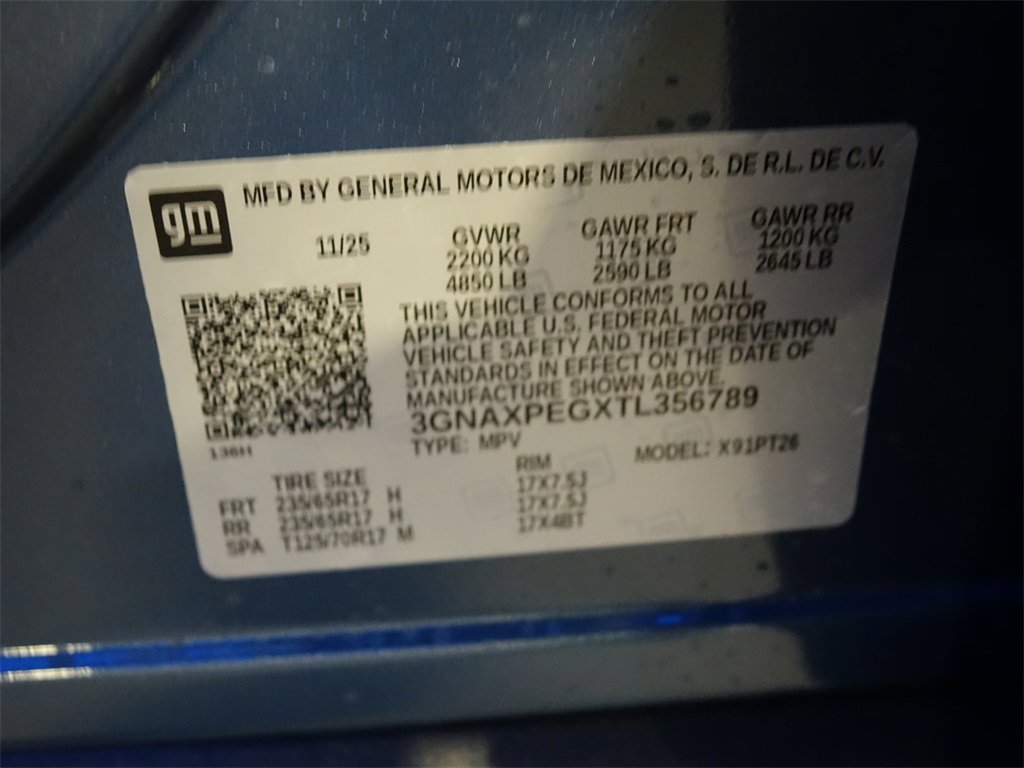 gm
MFD BY GENERAL MOTORS DE MEXICO, S. DE R.L. DE C.V.
11/25 GVWR GAWR FRT GAWR RR
2200 KG 1175 KG 1200 KG
4850 LB 2590 LB 2645 LB
THIS VEHICLE CONFORMS TO ALL
APPLICABLE U.S. FEDERAL MOTOR
VEHICLE SAFETY AND THEFT PREVENTION
STANDARDS IN EFFECT ON THE DATE OF
MANUFACTURE SHOWN ABOVE.
3GNAXPEGXTL356789
136H
TYPE: MPV MODEL: X91PT26
TIRE SIZE RIM
FRT 235/65R17 H 17X7.5J
RR 235/65R17 H 17X7.5J
SPA T125/70R17 M 17X4BT